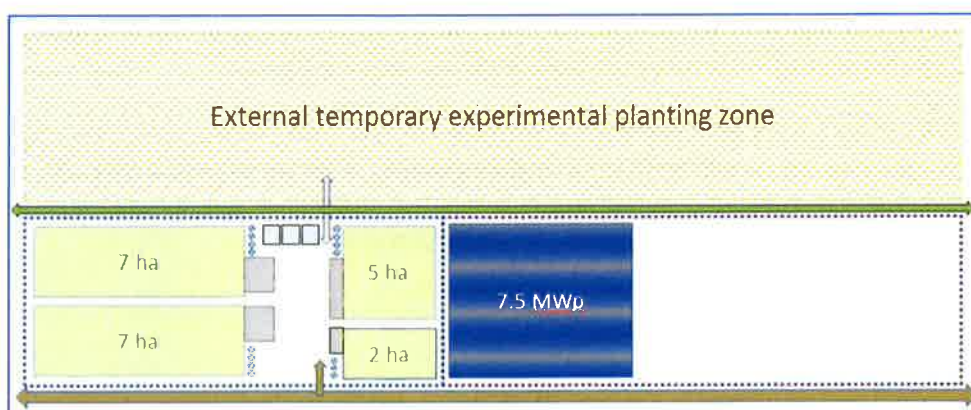 External temporary experimental planting zone
7 ha
5 ha
7.5 MWp
7 ha
2 ha